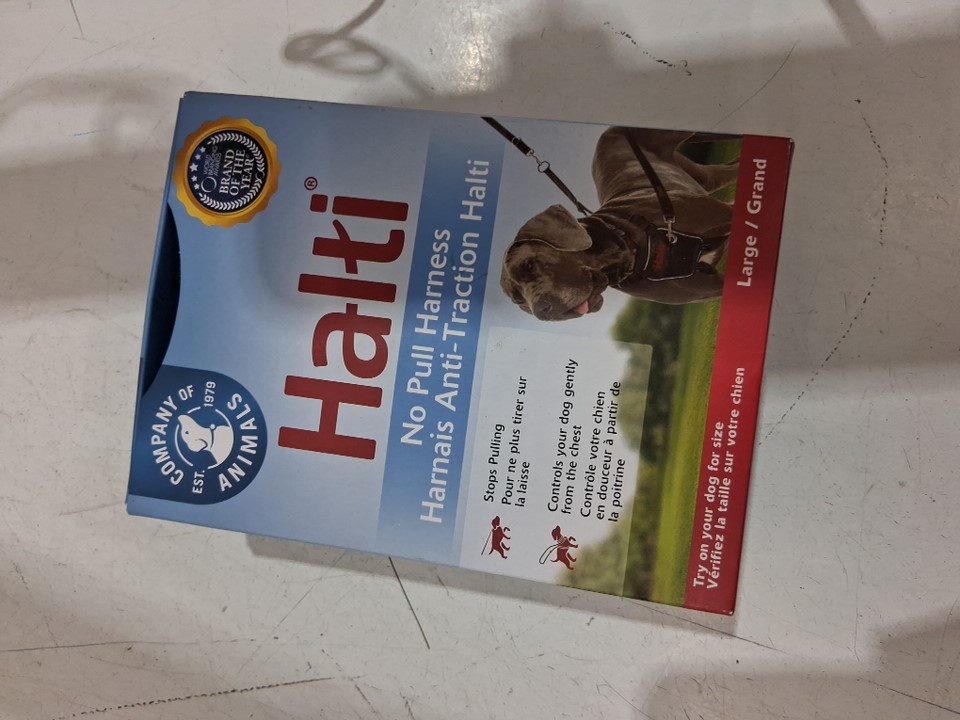 COMPANY OF
ANIMALS
EST. 1979
BRAND
OF THE
YEAR
Halti®
No Pull Harness
Harnais Anti-Traction Halti
Stops Pulling
Pour ne plus tirer sur
la laisse
Controls your dog gently
from the chest
Contrôle votre chien
en douceur à partir de
la poitrine
Try on your dog for size
Vérifiez la taille sur votre chien
Large / Grand